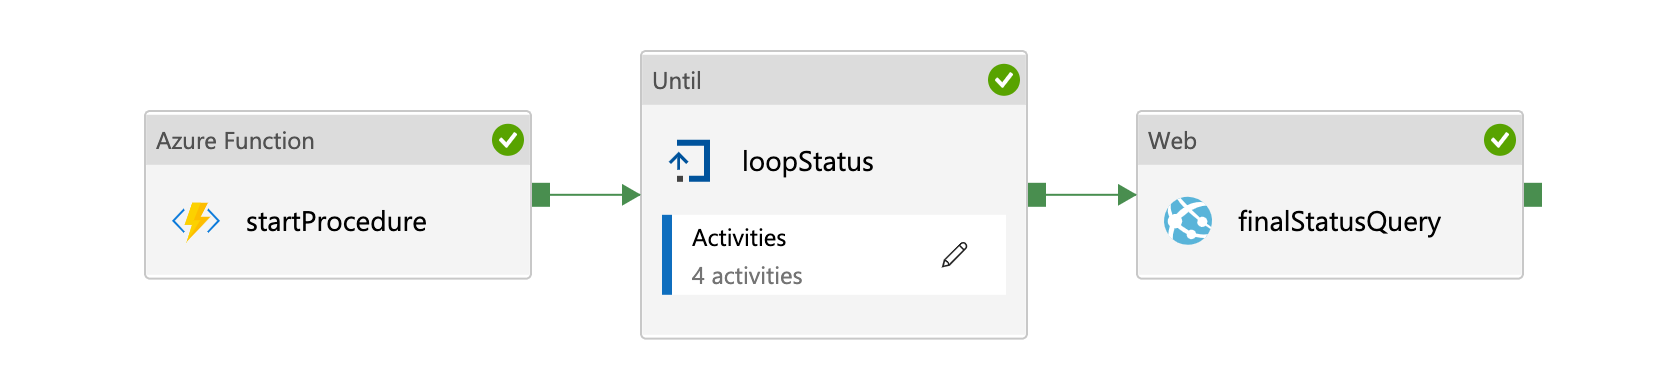 Azure Function
startProcedure
Until
loopStatus
Activities
4 activities
Web
finalStatusQuery